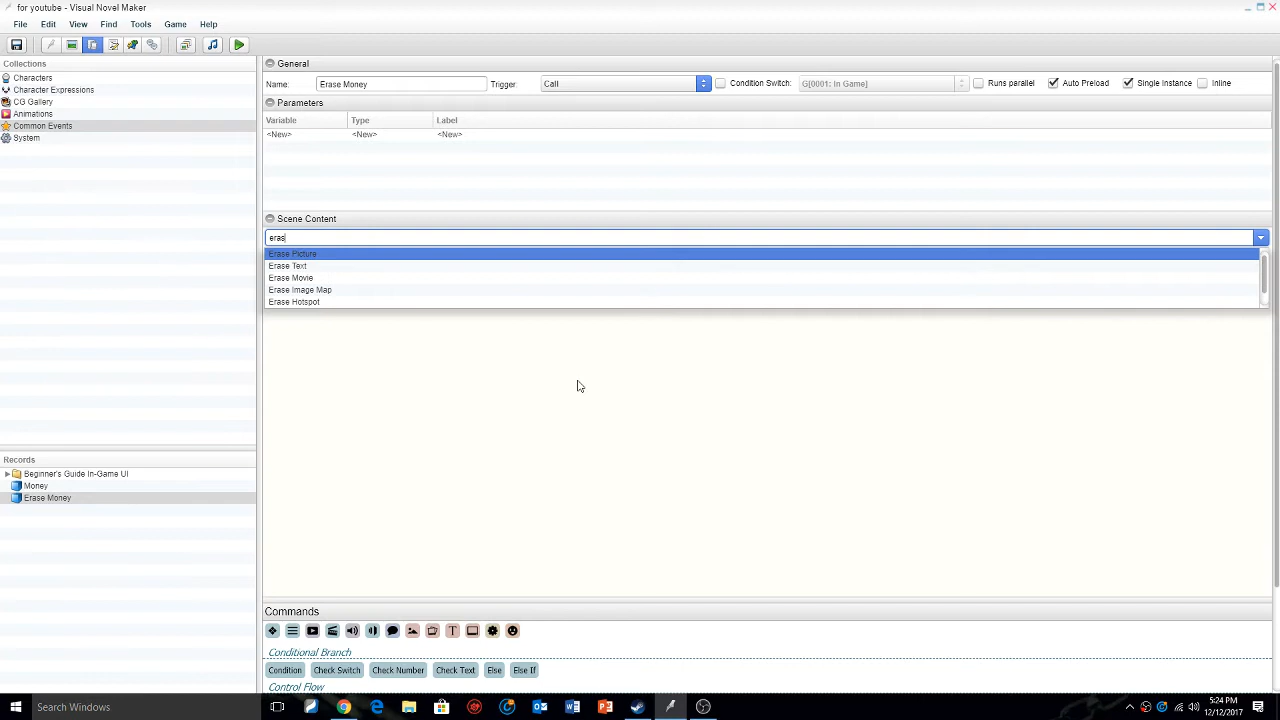 for youtube - Visual Novel Maker
File Edit View Find Tools Game Help
Collections
Characters
Character Expressions
CG Gallery
Animations
Common Events
System
Records
Beginner's Guide In-Game UI
Money
Erase Money
General
Name: Erase Money Trigger: Call Condition Switch: G[0001: In Game] Runs parallel Auto Preload Single Instance Inline
Parameters
Variable Type Label
<New> <New> <New>
Scene Content
eras
Erase Picture
Erase Text
Erase Movie
Erase Image Map
Erase Hotspot
Commands
Conditional Branch
Condition Check Switch Check Number Check Text Else Else If
Control Flow
Search Windows
5:24 PM
12/12/2017